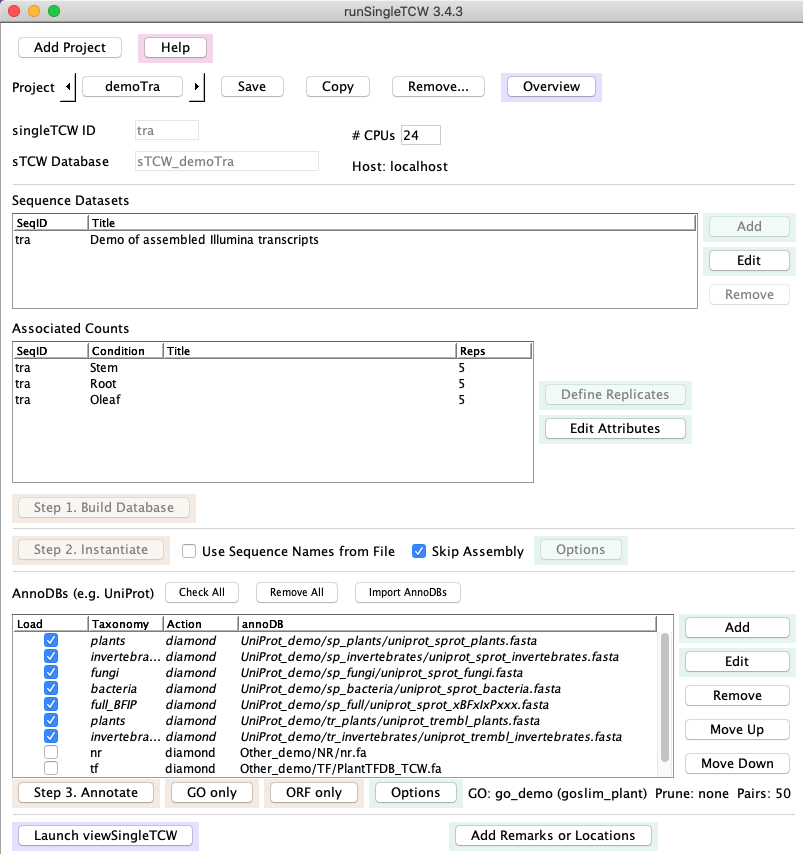 runSingleTCW 3.4.3
Add Project Help
Project demoTra Save Copy Remove... Overview
singleTCW ID tra # CPUs 24
sTCW Database sTCW_demoTra Host: localhost
Sequence Datasets
SeqID Title Add
tra Demo of assembled Illumina transcripts
Edit
Remove
Associated Counts
SeqID Condition Title Reps
tra Stem 5
tra Root 5
tra Oleaf 5
Define Replicates
Edit Attributes
Step 1. Build Database
Step 2. Instantiate Use Sequence Names from File Skip Assembly Options
AnnoDBs (e.g. UniProt) Check All Remove All Import AnnoDBs
Load Taxonomy Action annoDB Add
plants diamond UniProt_demo/sp_plants/uniprot_sprot_plants.fasta
invertebra... diamond UniProt_demo/sp_invertebrates/uniprot_sprot_invertebrates.fasta Edit
fungi diamond UniProt_demo/sp_fungi/uniprot_sprot_fungi.fasta
bacteria diamond UniProt_demo/sp_bacteria/uniprot_sprot_bacteria.fasta Remove
full_BFIP diamond UniProt_demo/sp_full/uniprot_sprot_xBFxIxPxxx.fasta
plants diamond UniProt_demo/tr_plants/uniprot_trembl_plants.fasta Move Up
invertebra... diamond UniProt_demo/tr_invertebrates/uniprot_trembl_invertebrates.fasta
nr diamond Other_demo/NR/nr.fa
tf diamond Other_demo/TF/PlantTFDB_TCW.fa Move Down
Step 3. Annotate GO only ORF only Options GO: go_demo (goslim_plant) Prune: none Pairs: 50
Launch viewSingleTCW Add Remarks or Locations